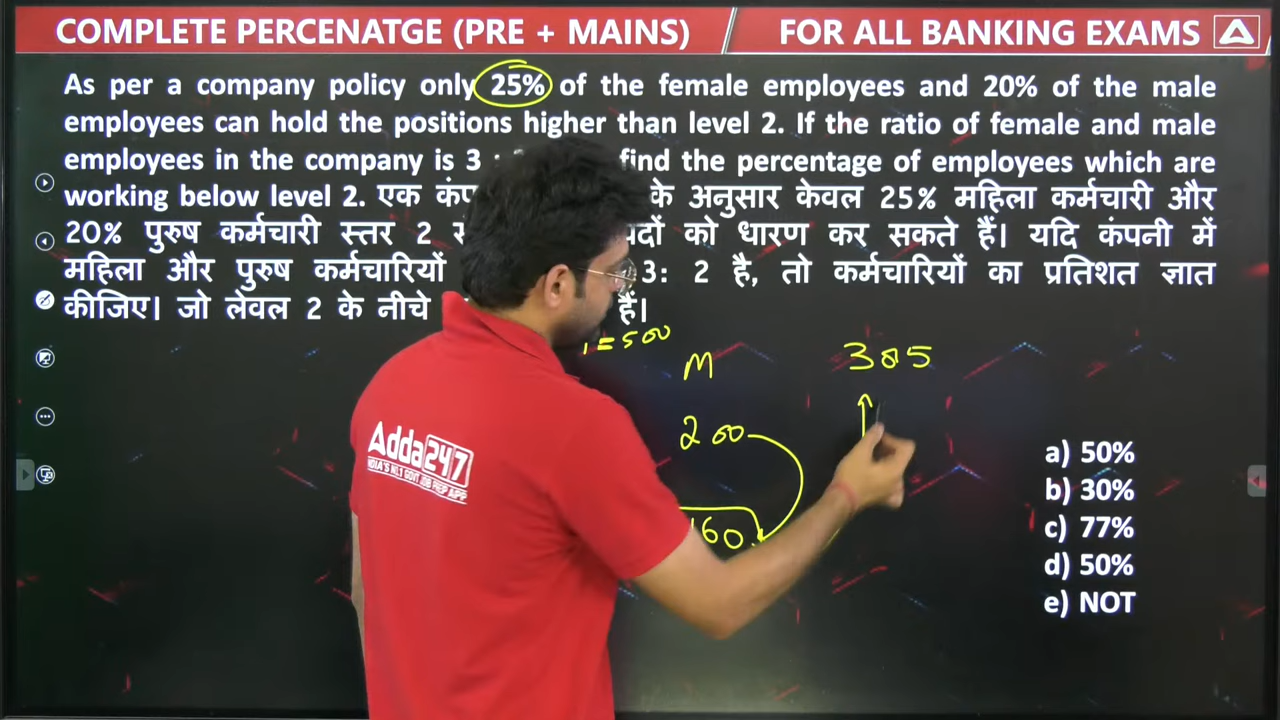 COMPLETE PERCENATGE (PRE + MAINS) FOR ALL BANKING EXAMS
As per a company policy only 25% of the female employees and 20% of the male
employees can hold the positions higher than level 2. If the ratio of female and male
employees in the company is 3 : find the percentage of employees which are
working below level 2. एक के अनुसार केवल 25% महिला कर्मचारी और
20% पुरुष कर्मचारी स्तर 2 पदों को धारण कर सकते हैं। यदि कंपनी में
महिला और पुरुष कर्मचारियों 3: 2 है, तो कर्मचारियों का प्रतिशत ज्ञात
कीजिए। जो लेवल 2 के नीचे हैं।
= 500
M
385
200
160
a) 50%
b) 30%
c) 77%
d) 50%
e) NOT
Adda247
INDIA'S NO.1 GOVT JOB PREP APP